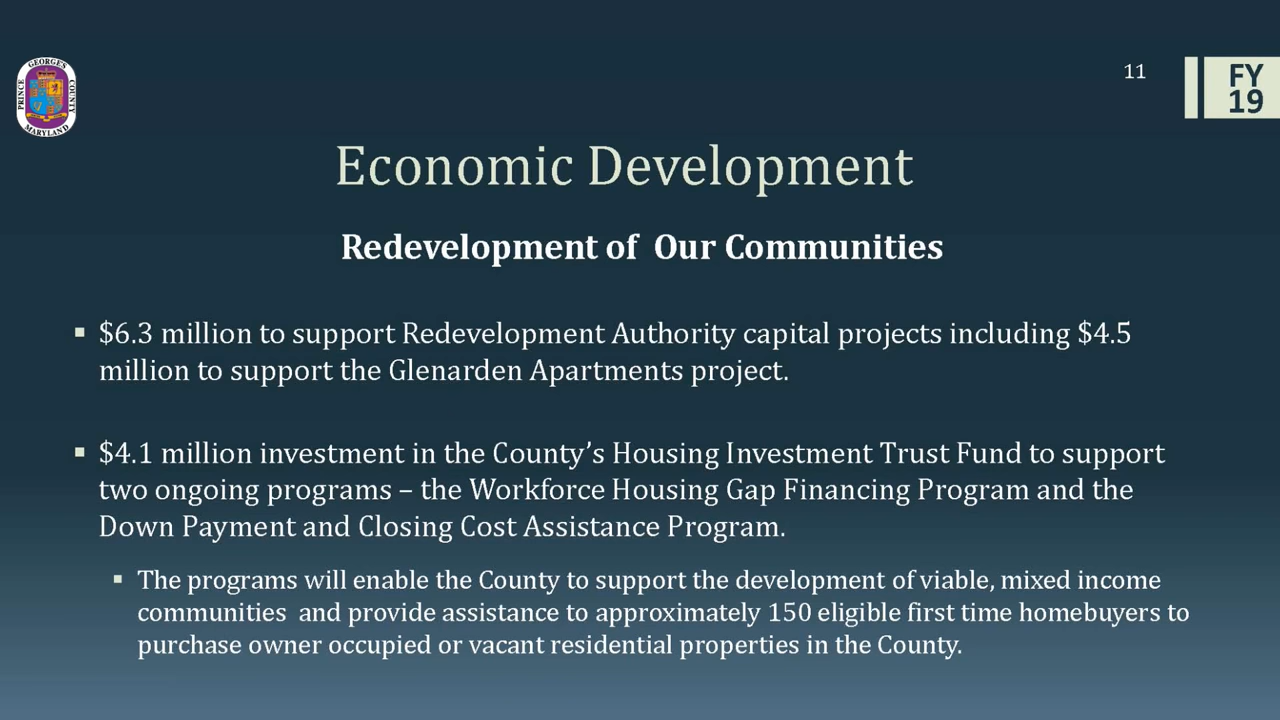 GEORGE'S
PRINCE
COUNTY
MARYLAND
11
FY
19
Economic Development
Redevelopment of  Our Communities
▪ $6.3 million to support Redevelopment Authority capital projects including $4.5
million to support the Glenarden Apartments project.
▪ $4.1 million investment in the County’s Housing Investment Trust Fund to support
two ongoing programs – the Workforce Housing Gap Financing Program and the
Down Payment and Closing Cost Assistance Program.
▪ The programs will enable the County to support the development of viable, mixed income
communities  and provide assistance to approximately 150 eligible first time homebuyers to
purchase owner occupied or vacant residential properties in the County.